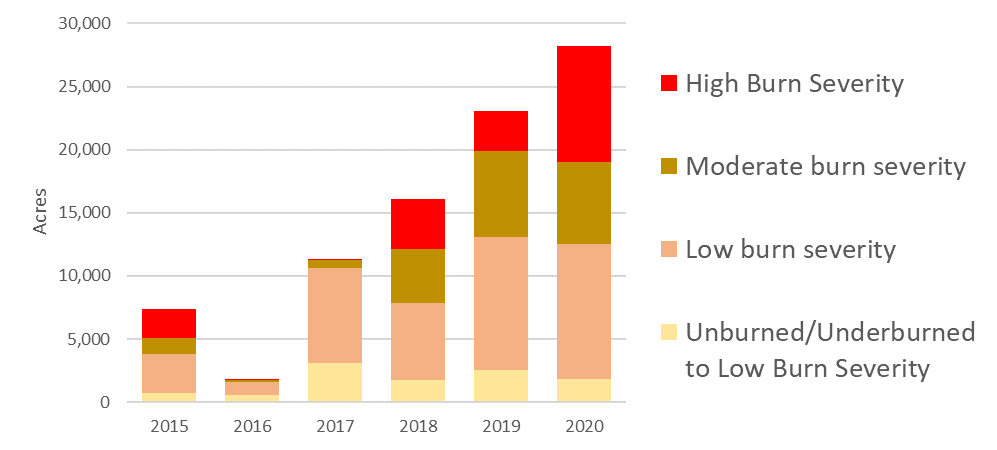 30,000
25,000
20,000
15,000
10,000
5,000
0
Acres
2015 2016 2017 2018 2019 2020
High Burn Severity
Moderate burn severity
Low burn severity
Unburned/Underburned
to Low Burn Severity